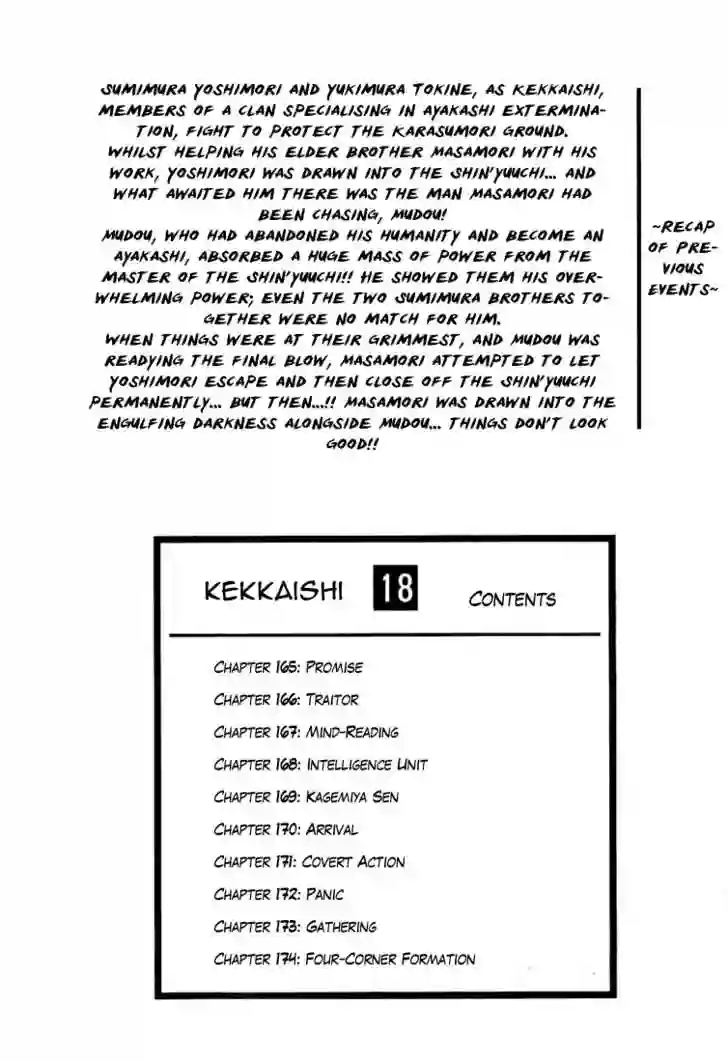 SUMIMURA YOSHIMORI AND YUKIMURA TOKINE, AS KEKKAISHI,
MEMBERS OF A CLAN SPECIALISING IN AYAKASHI EXTERMINA-
TION, FIGHT TO PROTECT THE KARASUMORI GROUND.
WHILST HELPING HIS ELDER BROTHER MASAMORI WITH HIS
WORK, YOSHIMORI WAS DRAWN INTO THE SHIN'YUUCHI... AND
WHAT AWAITED HIM THERE WAS THE MAN MASAMORI HAD
BEEN CHASING, MUDOU!
MUDOU, WHO HAD ABANDONED HIS HUMANITY AND BECOME AN
AYAKASHI, ABSORBED A HUGE MASS OF POWER FROM THE
MASTER OF THE SHIN'YUUCHI!! HE SHOWED THEM HIS OVER-
WHELMING POWER; EVEN THE TWO SUMIMURA BROTHERS TO-
GETHER WERE NO MATCH FOR HIM.
WHEN THINGS WERE AT THEIR GRIMMEST, AND MUDOU WAS
READYING THE FINAL BLOW, MASAMORI ATTEMPTED TO LET
YOSHIMORI ESCAPE AND THEN CLOSE OFF THE SHIN'YUUCHI
PERMANENTLY... BUT THEN...!! MASAMORI WAS DRAWN INTO THE
ENGULFING DARKNESS ALONGSIDE MUDOU... THINGS DON'T LOOK
GOOD!!
~RECAP
OF PRE-
VIOUS
EVENTS~
KEKKAISHI 18 CONTENTS
CHAPTER 165: PROMISE
CHAPTER 166: TRAITOR
CHAPTER 167: MIND-READING
CHAPTER 168: INTELLIGENCE UNIT
CHAPTER 169: KAGEMIYA SEN
CHAPTER 170: ARRIVAL
CHAPTER 171: COVERT ACTION
CHAPTER 172: PANIC
CHAPTER 173: GATHERING
CHAPTER 174: FOUR-CORNER FORMATION